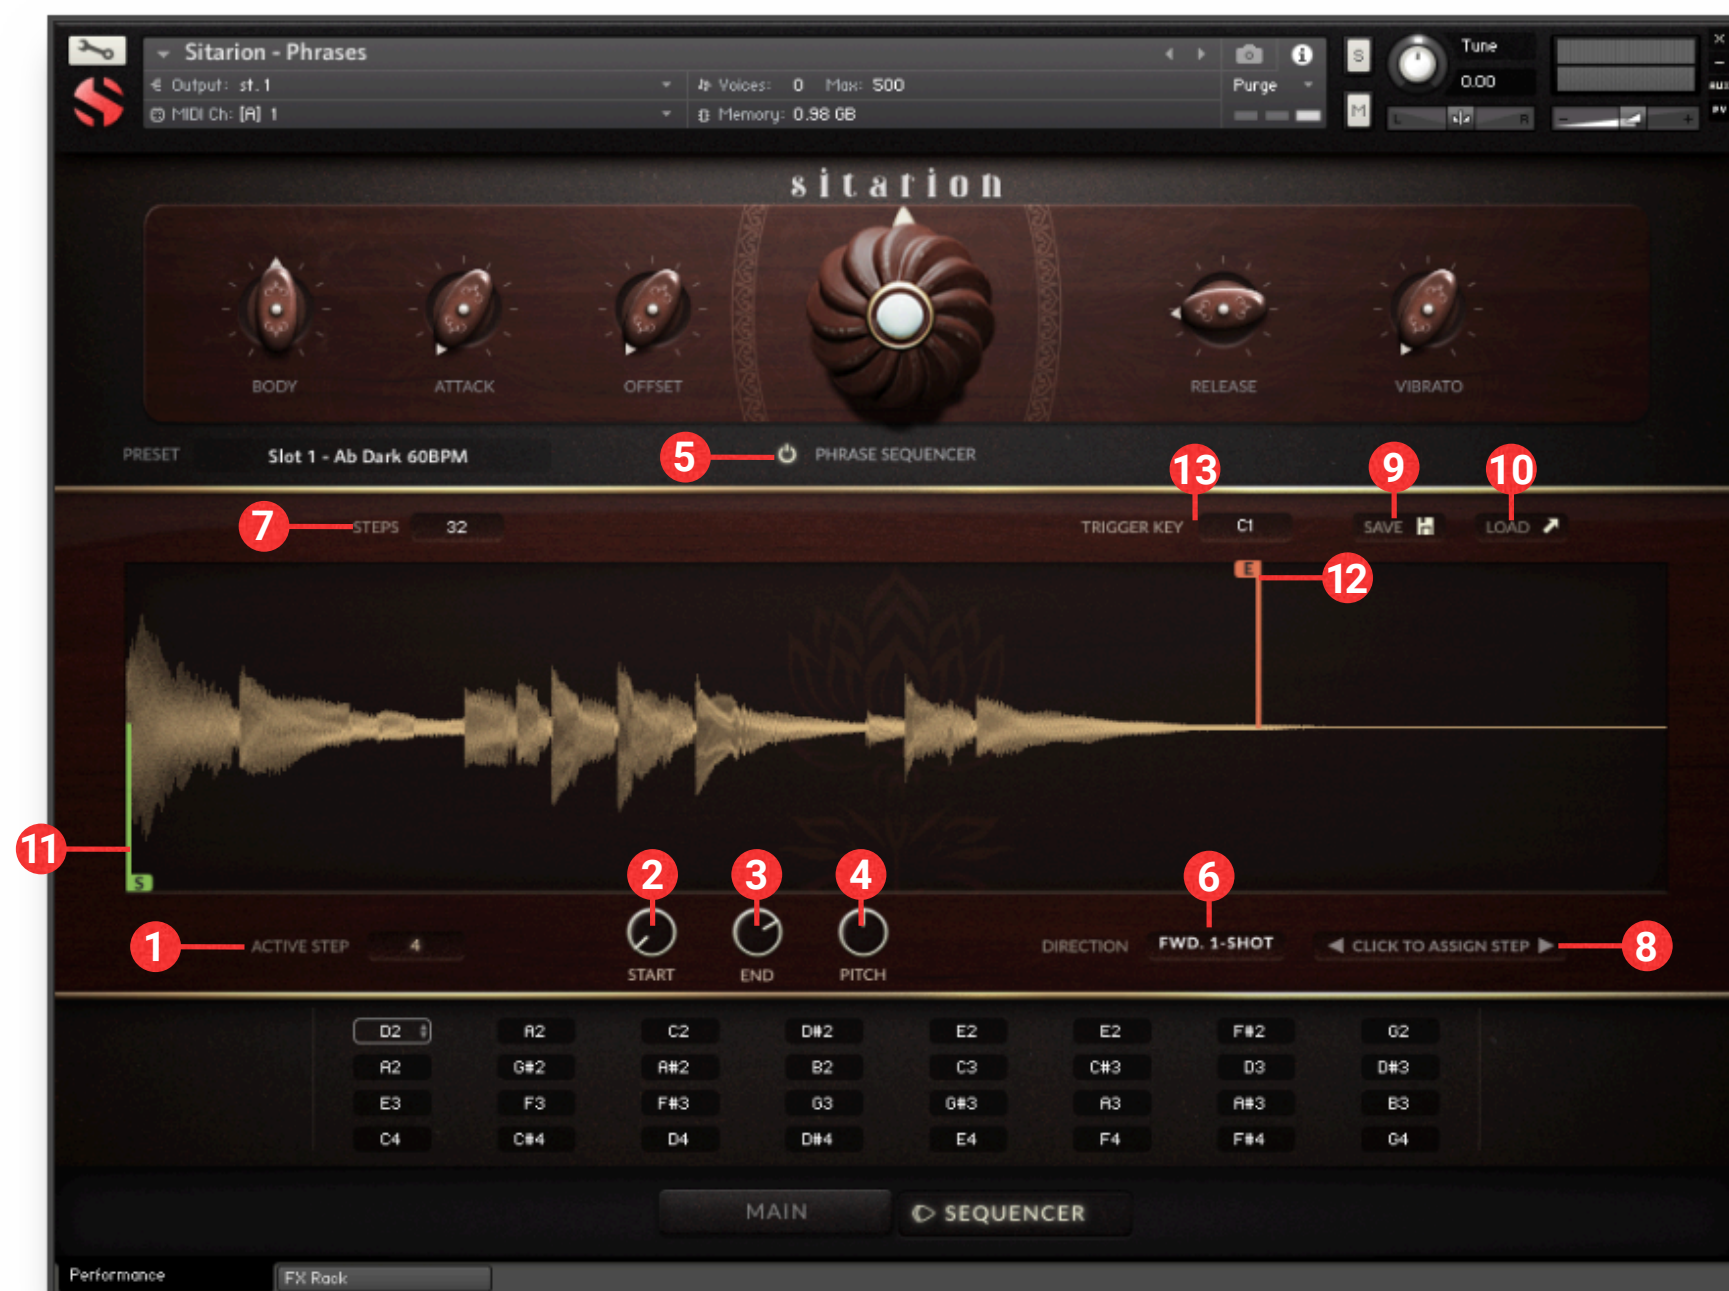 Sitarion - Phrases
Output: st.1
Voices: 0 Max: 500
Purge
MIDI Ch: [A] 1
Memory: 0.98 GB
S
M
Tune
0.00
L
R
-
+
×
-
AUX
PV
sitarion
BODY
ATTACK
OFFSET
RELEASE
VIBRATO
PRESET
Slot 1 - Ab Dark 60BPM
5
PHRASE SEQUENCER
13
9
10
7
STEPS
32
TRIGGER KEY
C1
SAVE
LOAD
E
12
11
S
2
3
4
6
1
ACTIVE STEP
4
START
END
PITCH
DIRECTION
FWD. 1-SHOT
CLICK TO ASSIGN STEP
8
D2 A2 C2 D#2 E2 E2 F#2 G2
A2 G#2 A#2 B2 C3 C#3 D3 D#3
E3 F3 F#3 G3 G#3 A3 A#3 B3
C4 C#4 D4 D#4 E4 F4 F#4 G4
MAIN
SEQUENCER
Performance
FX Rack